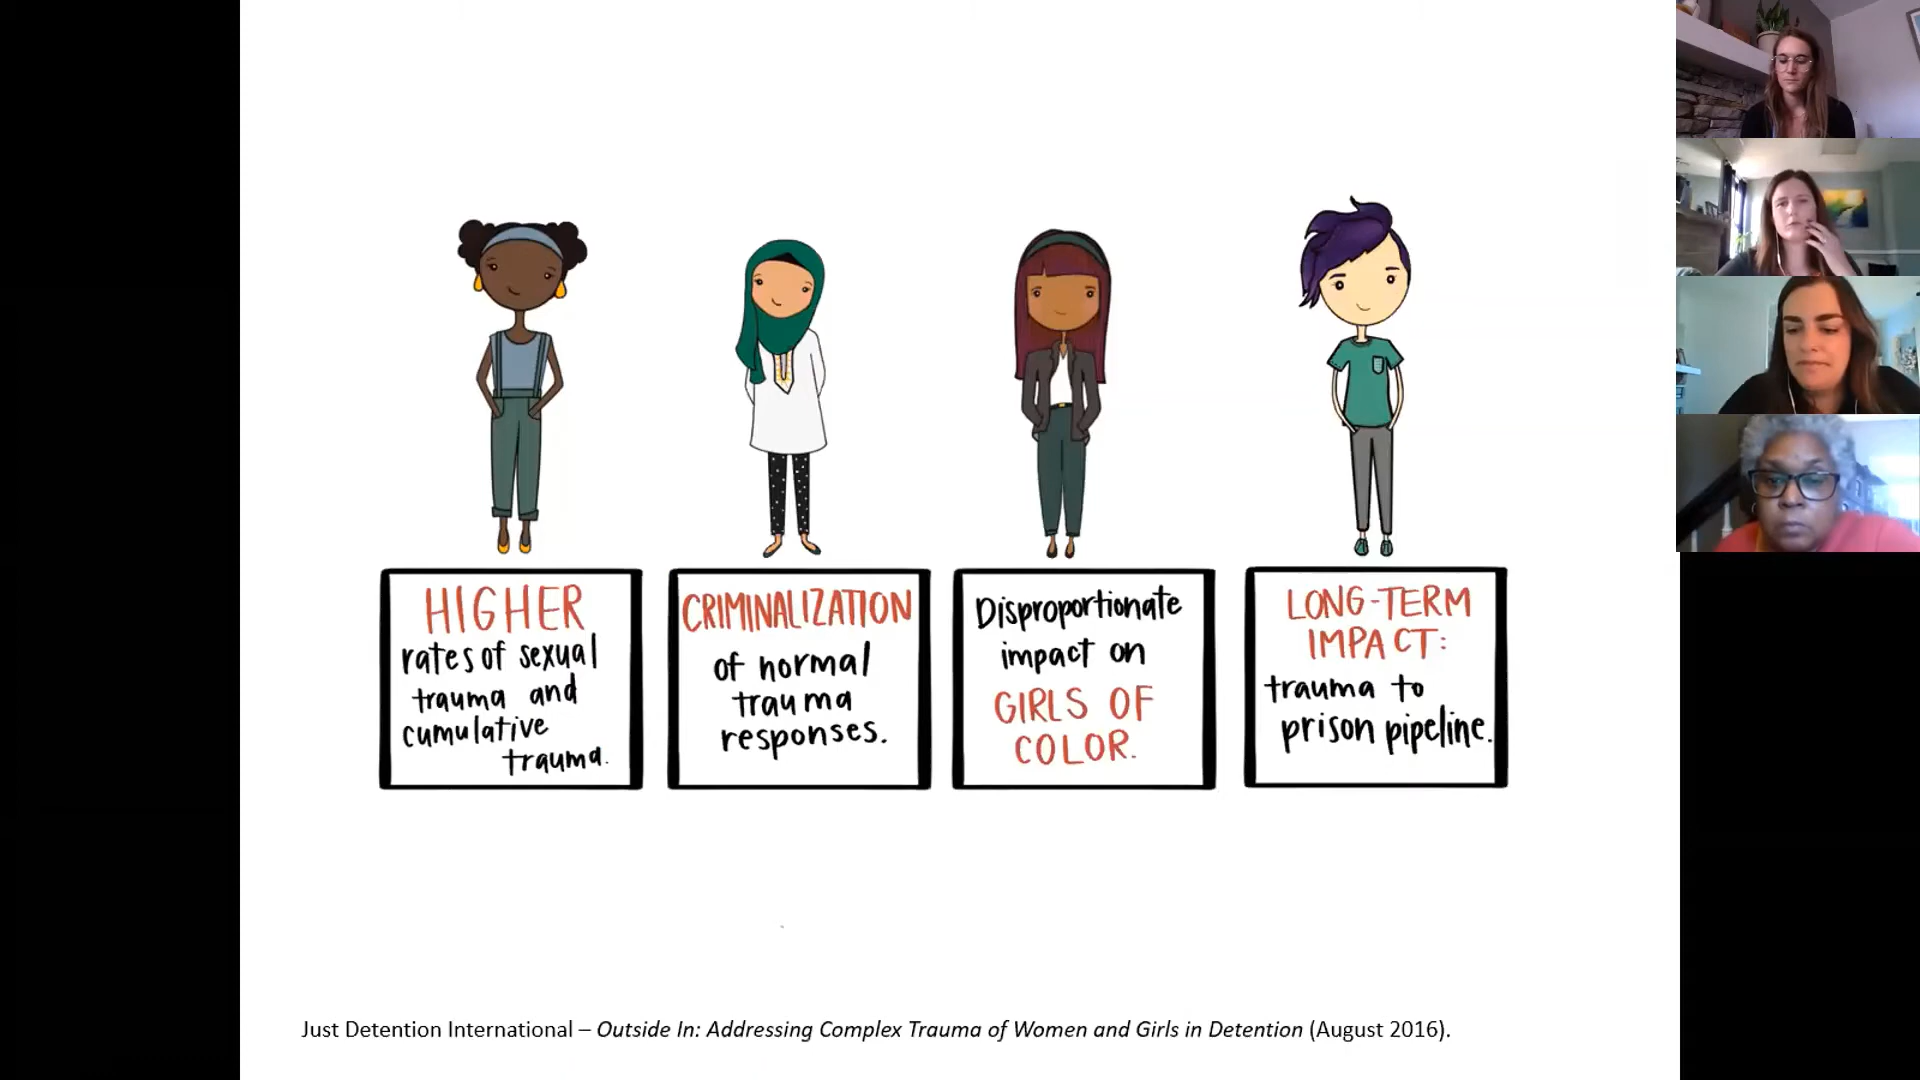 HIGHER
rates of sexual
trauma and
cumulative
trauma.
CRIMINALIZATION
of normal
trauma
responses.
Disproportionate
impact on
GIRLS OF
COLOR.
LONG-TERM
IMPACT:
trauma to
prison pipeline.
Just Detention International – Outside In: Addressing Complex Trauma of Women and Girls in Detention (August 2016).